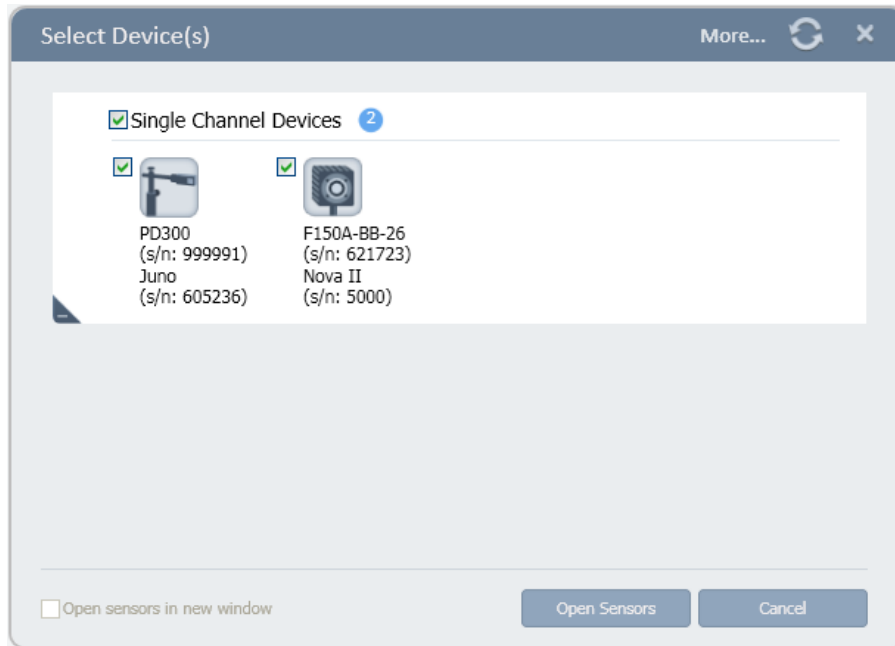 Select Device(s)
More...
Single Channel Devices 2
PD300
(s/n: 999991)
Juno
(s/n: 605236)
F150A-BB-26
(s/n: 621723)
Nova II
(s/n: 5000)
Open sensors in new window
Open Sensors
Cancel